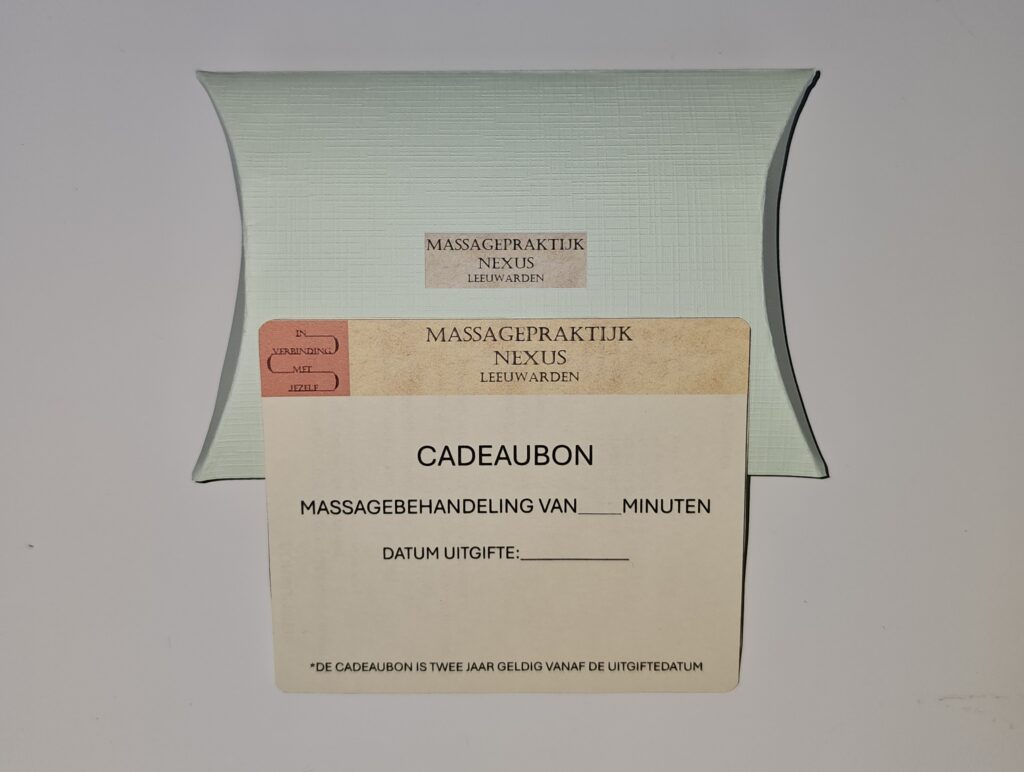 MASSAGEPRAKTIJK
NEXUS
LEEUWARDEN
IN
VERBINDING
MET
JEZELF
MASSAGEPRAKTIJK
NEXUS
LEEUWARDEN
CADEAUBON
MASSAGEBEHANDELING VAN____MINUTEN
DATUM UITGIFTE:___________
*DE CADEAUBON IS TWEE JAAR GELDIG VANAF DE UITGIFTEDATUM